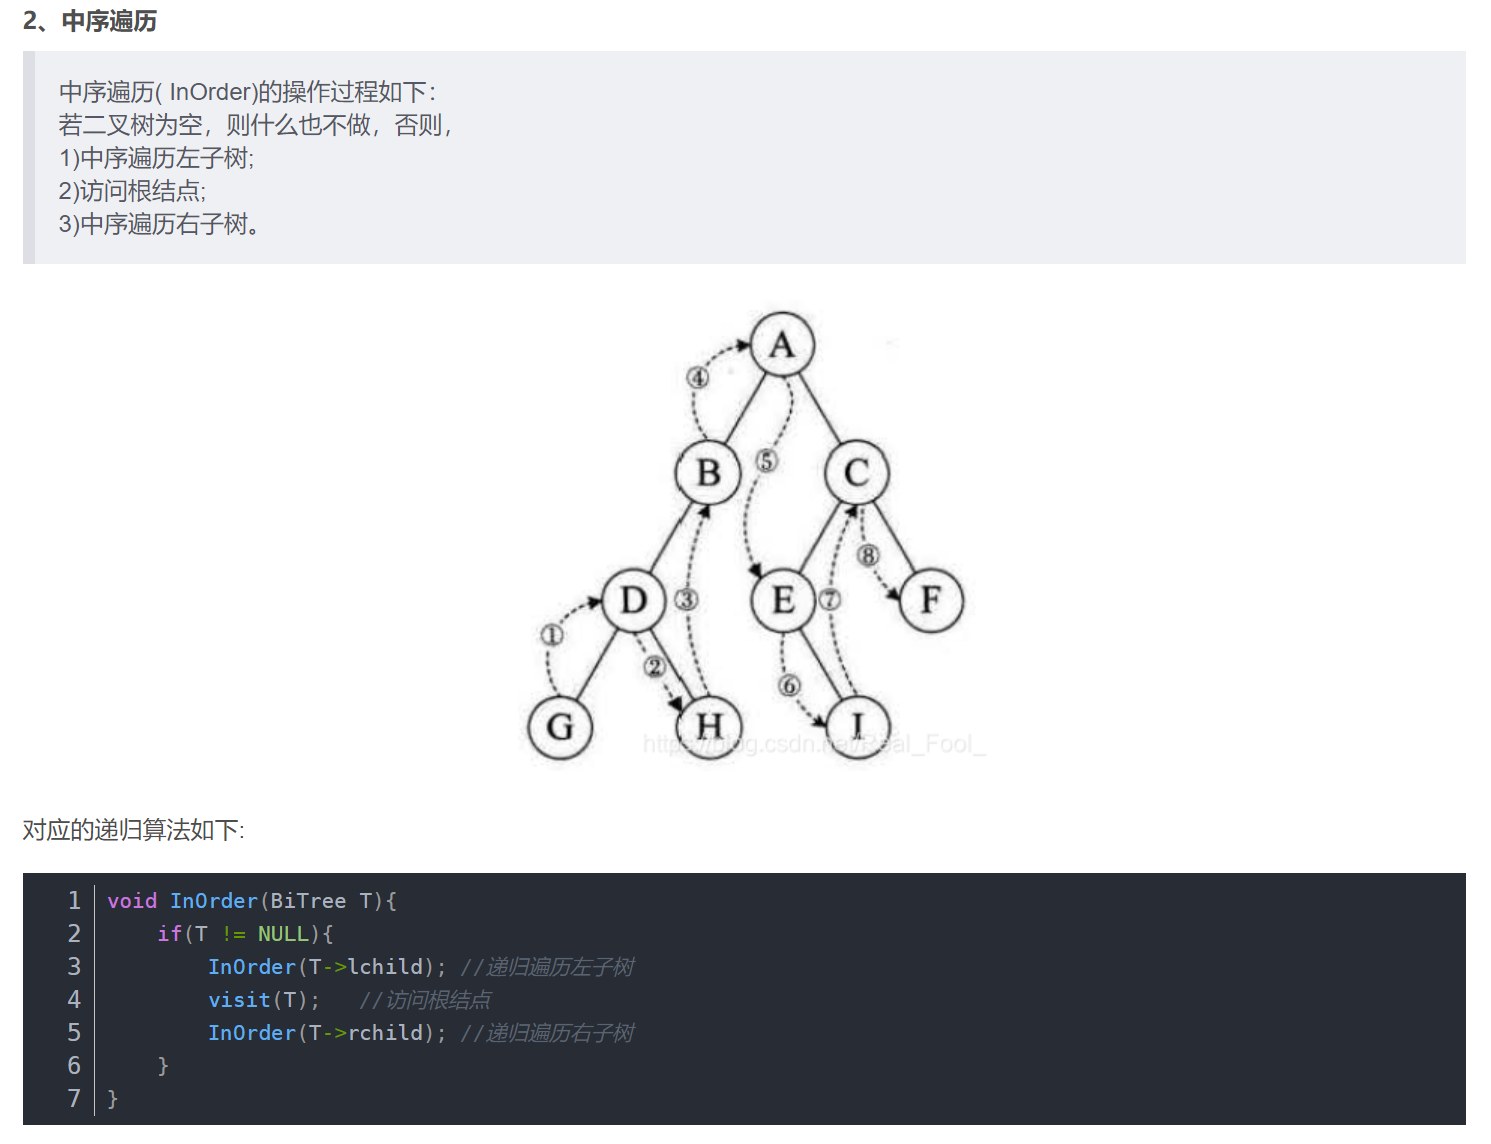 2、中序遍历
中序遍历( InOrder)的操作过程如下：
若二叉树为空，则什么也不做，否则，
1)中序遍历左子树;
2)访问根结点;
3)中序遍历右子树。
A
④
B
⑤
C
⑧
D
③
E
⑦
F
①
②
⑥
G
H
I
https://blog.csdn.net/Real_Fool_
对应的递归算法如下:
1 void InOrder(BiTree T){
2 if(T != NULL){
3 InOrder(T->lchild); //递归遍历左子树
4 visit(T); //访问根结点
5 InOrder(T->rchild); //递归遍历右子树
6 }
7 }